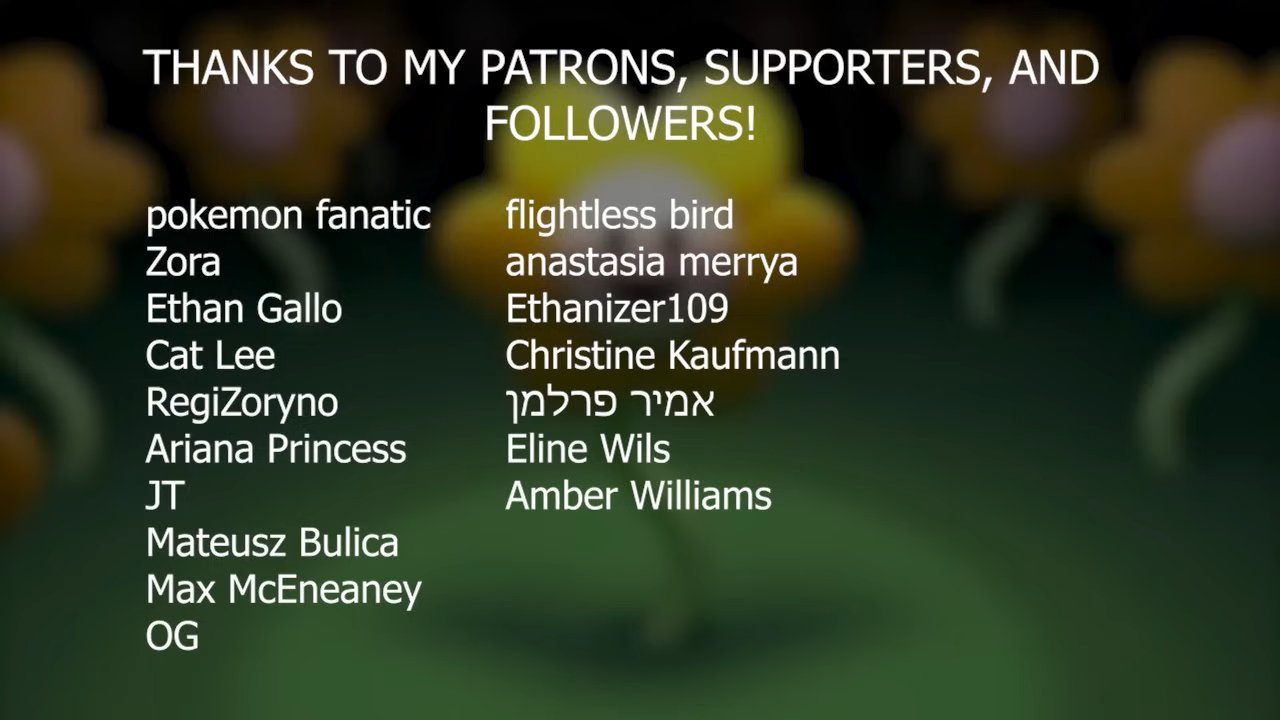 THANKS TO MY PATRONS, SUPPORTERS, AND
FOLLOWERS!
pokemon fanatic
Zora
Ethan Gallo
Cat Lee
RegiZoryno
Ariana Princess
JT
Mateusz Bulica
Max McEneaney
OG
flightless bird
anastasia merrya
Ethanizer109
Christine Kaufmann
אמיר פרלמן
Eline Wils
Amber Williams